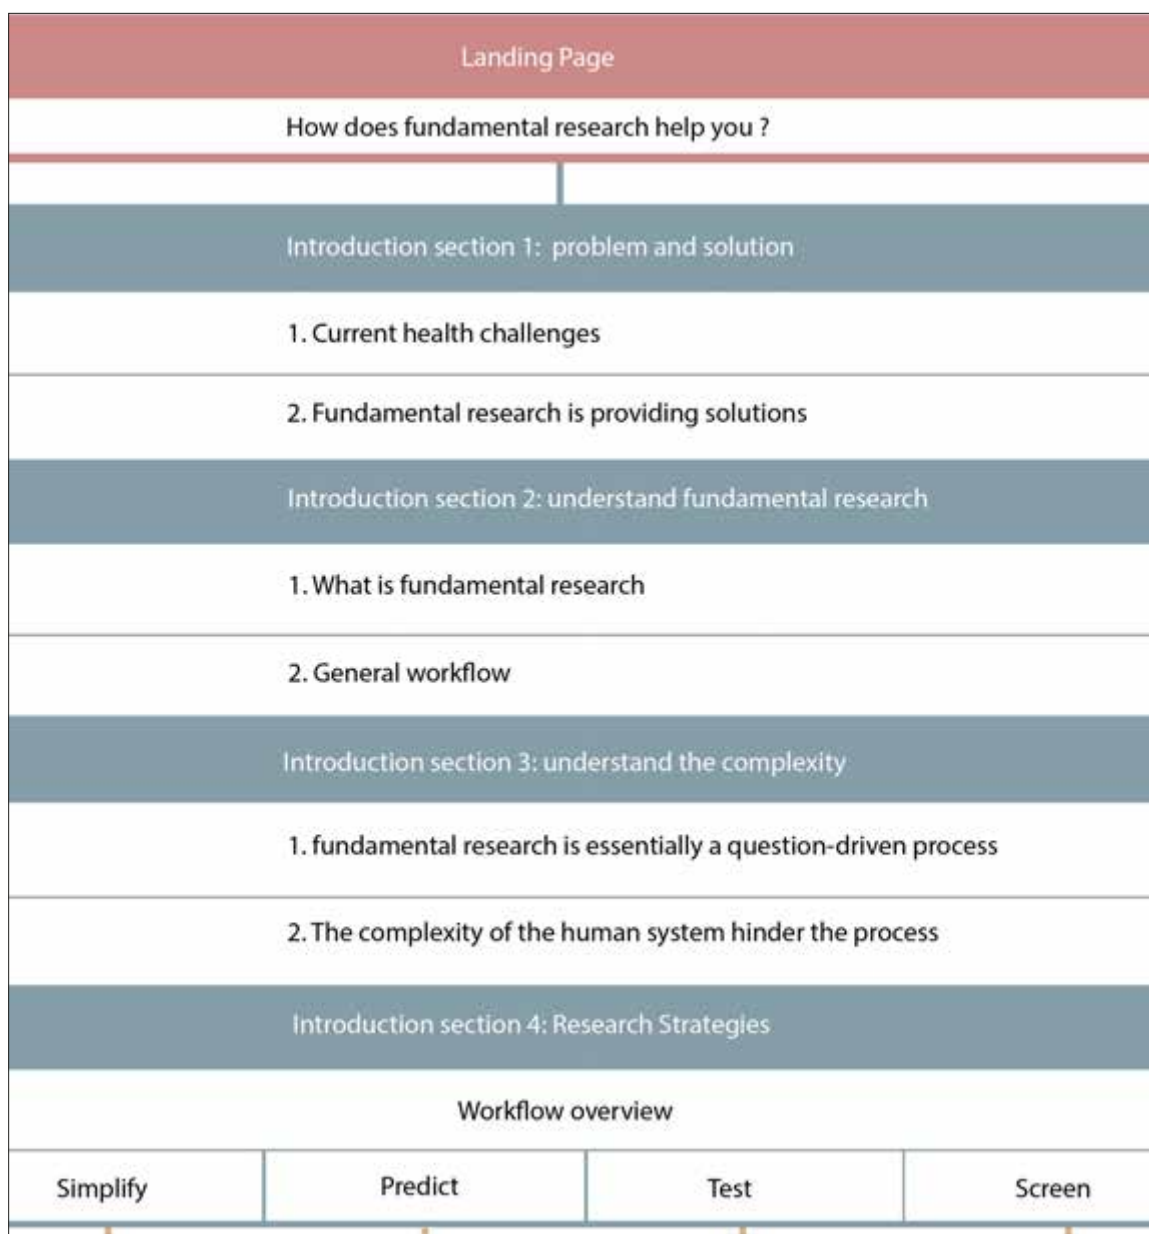 Landing Page
How does fundamental research help you ?
Introduction section 1:  problem and solution
1. Current health challenges
2. Fundamental research is providing solutions
Introduction section 2: understand fundamental research
1. What is fundamental research
2. General workflow
Introduction section 3: understand the complexity
1. fundamental research is essentially a question-driven process
2. The complexity of the human system hinder the process
Introduction section 4: Research Strategies
Workflow overview
Simplify
Predict
Test
Screen